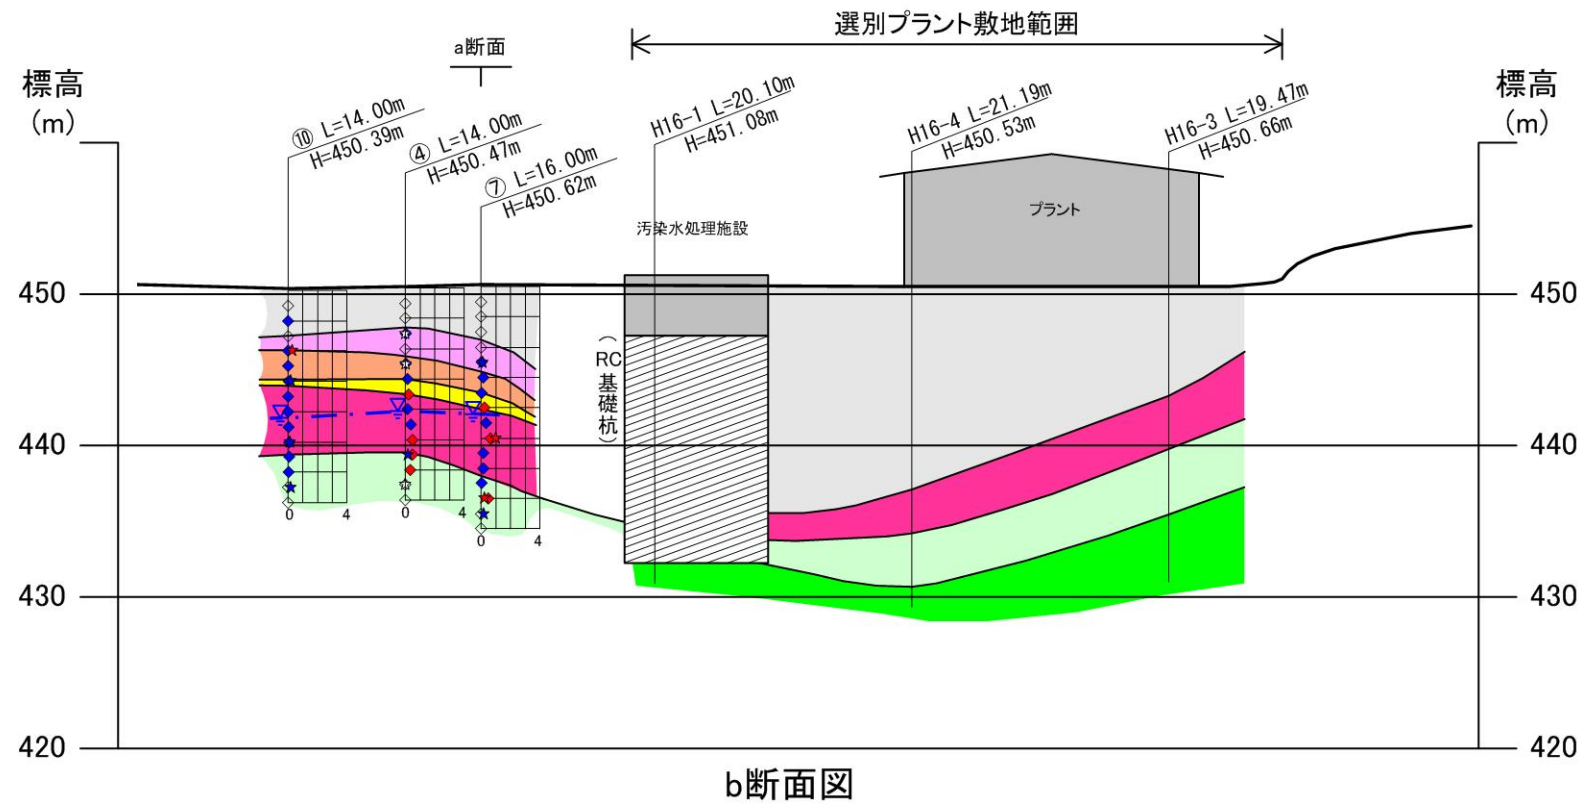 選別プラント敷地範囲
a断面
標高
(m)
標高
(m)
⑩ L=14.00m
H=450.39m
④ L=14.00m
H=450.47m
⑦ L=16.00m
H=450.62m
H16-1 L=20.10m
H=451.08m
H16-4 L=21.19m
H=450.53m
H16-3 L=19.47m
H=450.66m
汚染水処理施設
プラント
450
450
(RC基礎杭)
440
440
0 4
0 4
0 4
430
430
420
420
b断面図